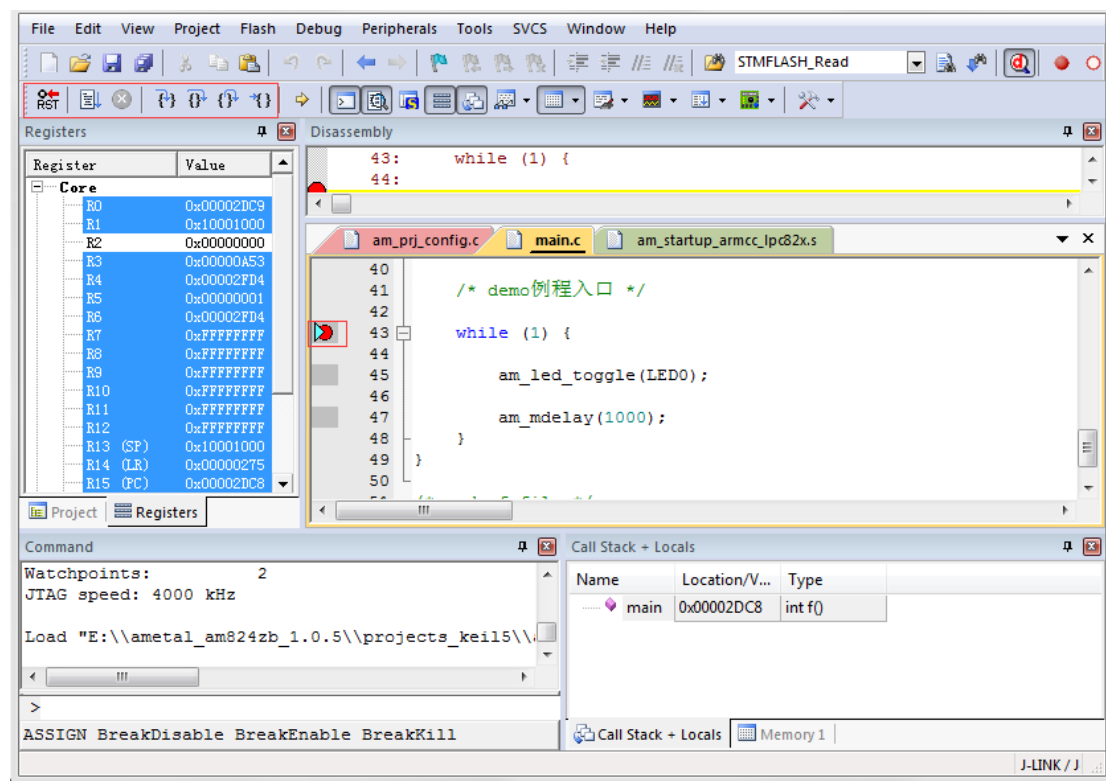 File Edit View Project Flash Debug Peripherals Tools SVCS Window Help
STMFLASH_Read
RST
Registers
Register Value
Core
R0 0x00002DC9
R1 0x10001000
R2 0x00000000
R3 0x00000A53
R4 0x00002FD4
R5 0x00000001
R6 0x00002FD4
R7 0xFFFFFFFF
R8 0xFFFFFFFF
R9 0xFFFFFFFF
R10 0xFFFFFFFF
R11 0xFFFFFFFF
R12 0xFFFFFFFF
R13 (SP) 0x10001000
R14 (LR) 0x00000275
R15 (PC) 0x00002DC8
Project Registers
Disassembly
43: while (1) {
44:
am_prj_config.c main.c am_startup_armcc_lpc82x.s
40
41 /* demo例程入口 */
42
43 while (1) {
44
45 am_led_toggle(LED0);
46
47 am_mdelay(1000);
48 }
49 }
50
Command
Watchpoints: 2
JTAG speed: 4000 kHz
Load "E:\\ametal_am824zb_1.0.5\\projects_keil5\\
>
ASSIGN BreakDisable BreakEnable BreakKill
Call Stack + Locals
Name Location/V... Type
main 0x00002DC8 int f()
Call Stack + Locals Memory 1
J-LINK / J